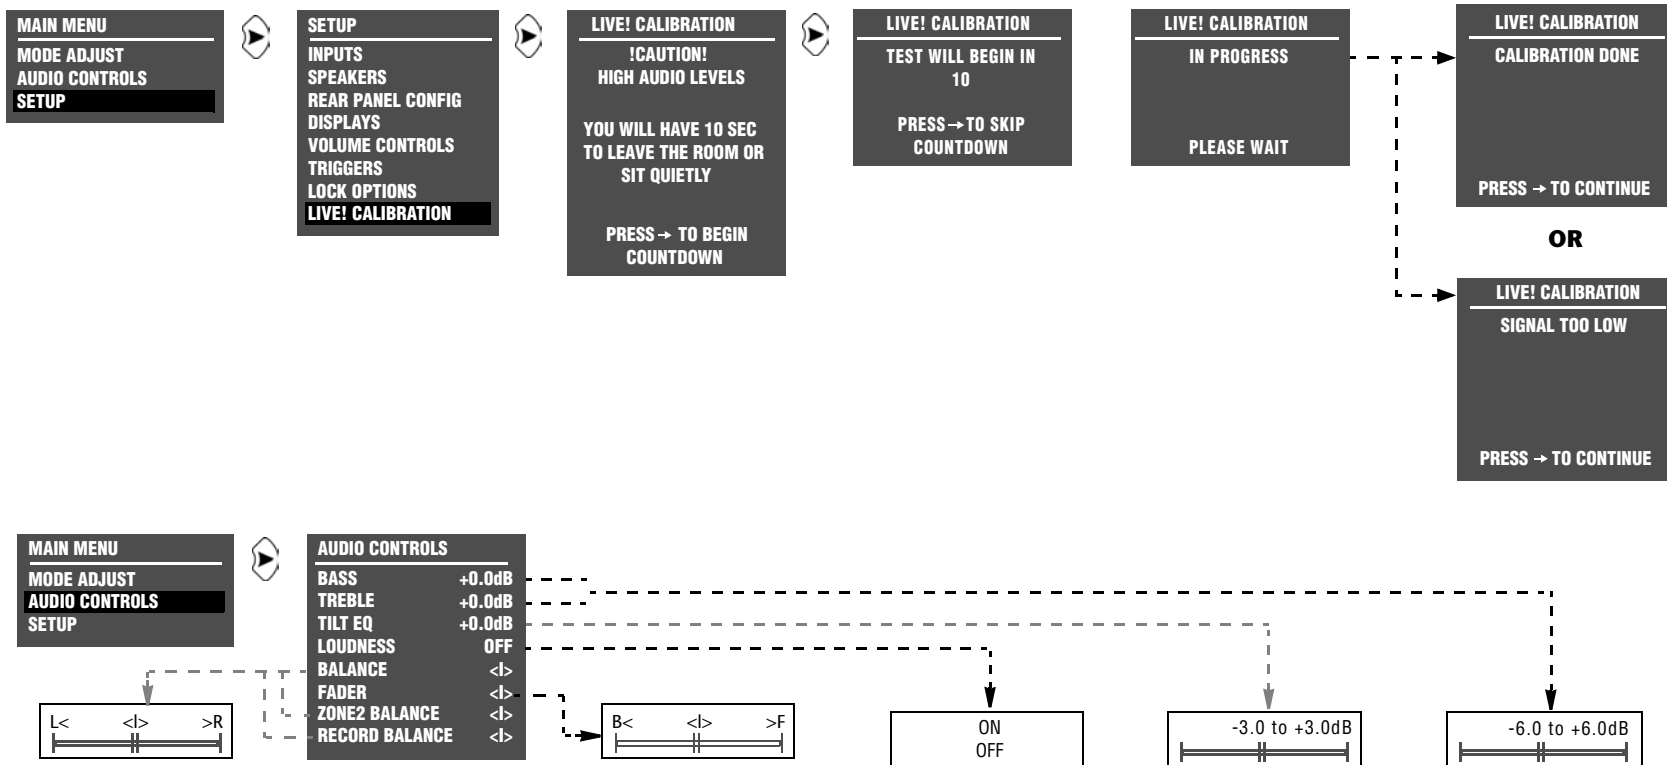 MAIN MENU
MODE ADJUST
AUDIO CONTROLS
SETUP
SETUP
INPUTS
SPEAKERS
REAR PANEL CONFIG
DISPLAYS
VOLUME CONTROLS
TRIGGERS
LOCK OPTIONS
LIVE! CALIBRATION
LIVE! CALIBRATION
!CAUTION!
HIGH AUDIO LEVELS
YOU WILL HAVE 10 SEC
TO LEAVE THE ROOM OR
SIT QUIETLY
PRESS → TO BEGIN
COUNTDOWN
LIVE! CALIBRATION
TEST WILL BEGIN IN
10
PRESS → TO SKIP
COUNTDOWN
LIVE! CALIBRATION
IN PROGRESS
PLEASE WAIT
LIVE! CALIBRATION
CALIBRATION DONE
PRESS → TO CONTINUE
OR
LIVE! CALIBRATION
SIGNAL TOO LOW
PRESS → TO CONTINUE
MAIN MENU
MODE ADJUST
AUDIO CONTROLS
SETUP
AUDIO CONTROLS
BASS +0.0dB
TREBLE +0.0dB
TILT EQ +0.0dB
LOUDNESS OFF
BALANCE <I>
FADER <I>
ZONE2 BALANCE <I>
RECORD BALANCE <I>
L< <I> >R
B< <I> >F
ON
OFF
-3.0 to +3.0dB
-6.0 to +6.0dB